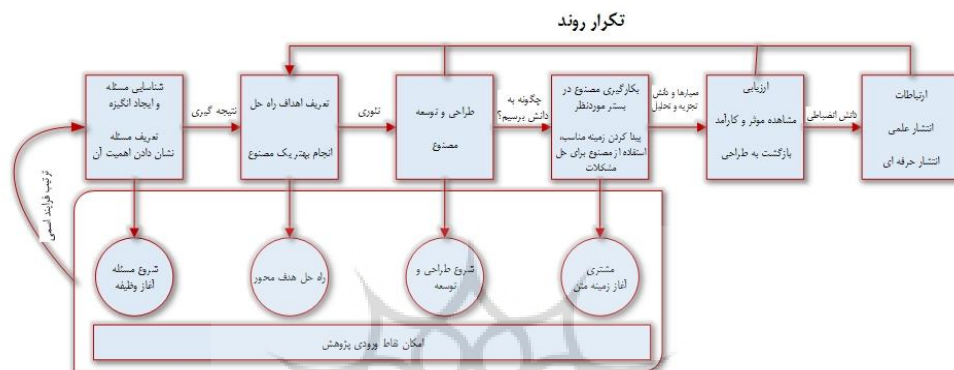 تکرار روند
شناسایی مسئله
و ایجاد انگیزه
تعریف مسئله
نشان دادن اهمیت آن
نتیجه گیری
تعریف اهداف راه حل
انجام بهتر یک مصنوع
تئوری
طراحی و توسعه
مصنوع
چگونه به
دانش برسیم؟
بکارگیری مصنوع در
بستر موردنظر
پیدا کردن زمینه مناسب،
استفاده از مصنوع برای حل
مشکلات
معیارها و دانش
تجزیه و تحلیل
ارزیابی
مشاهده موثر و کارآمد
بازگشت به طراحی
دانش انضباطی
ارتباطات
انتشار علمی
انتشار حرفه ای
ترتیب فرایند اسمی
شروع مسئله
آغاز وظیفه
راه حل هدف محور
شروع طراحی و
توسعه
مشتری
آغاز زمینه متن
امکان نقاط ورودی پژوهش